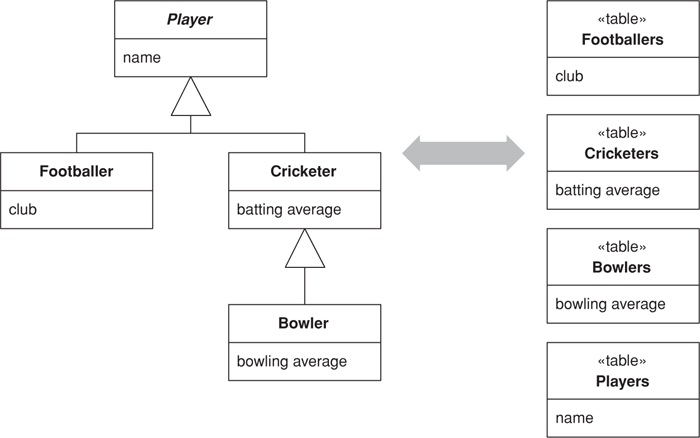 Player
name
Footballer
club
Cricketer
batting average
Bowler
bowling average
«table»
Footballers
club
«table»
Cricketers
batting average
«table»
Bowlers
bowling average
«table»
Players
name